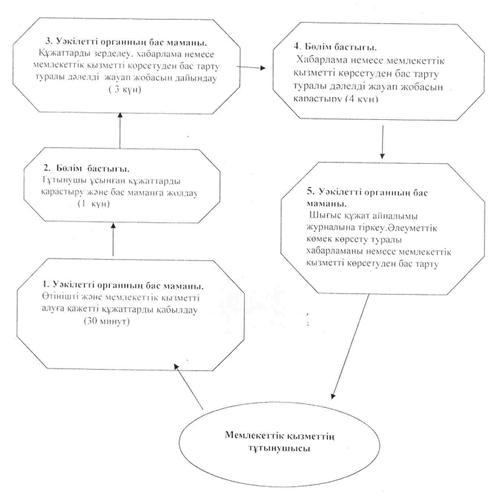 3. Уәкілетті органның бас маманы.
Құжаттарды зерделеу, хабарлама немесе
мемлекеттік қызметті көрсетуден бас тарту
туралы дәлелді жауап жобасын дайындау
( 3 күн)
4. Бөлім бастығы.
Хабарлама немесе мемлекеттік
қызметті көрсетуден бас тарту
туралы дәлелді жауап жобасын
қарастыру (4 күн)
2. Бөлім бастығы.
Тұтынушы ұсынған құжаттарды
қарастыру және бас маманға жолдау
(1 күн)
5. Уәкілетті органның бас
маманы.
Шығыс құжат айналымы
журналына тіркеу.Әлеуметтік
көмек көрсету туралы
хабарламаны немесе мемлекеттік
қызметті көрсетуден бас тарту
1. Уәкілетті органның бас маманы.
Өтінішті және мемлекеттік қызметті
алуға қажетті құжаттарды қабылдау
(30 минут)
Мемлекеттік қызметтің
тұтынушысы